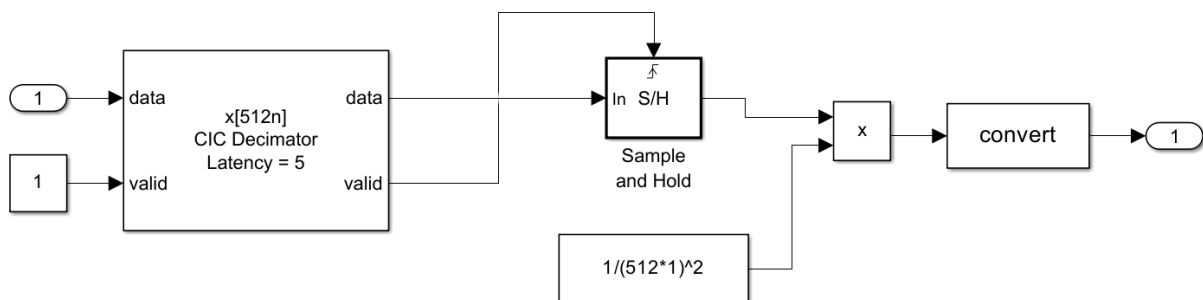 1
data
1
valid
x[512n]
CIC Decimator
Latency = 5
data
valid
In
S/H
Sample
and Hold
1/(512*1)^2
x
convert
1